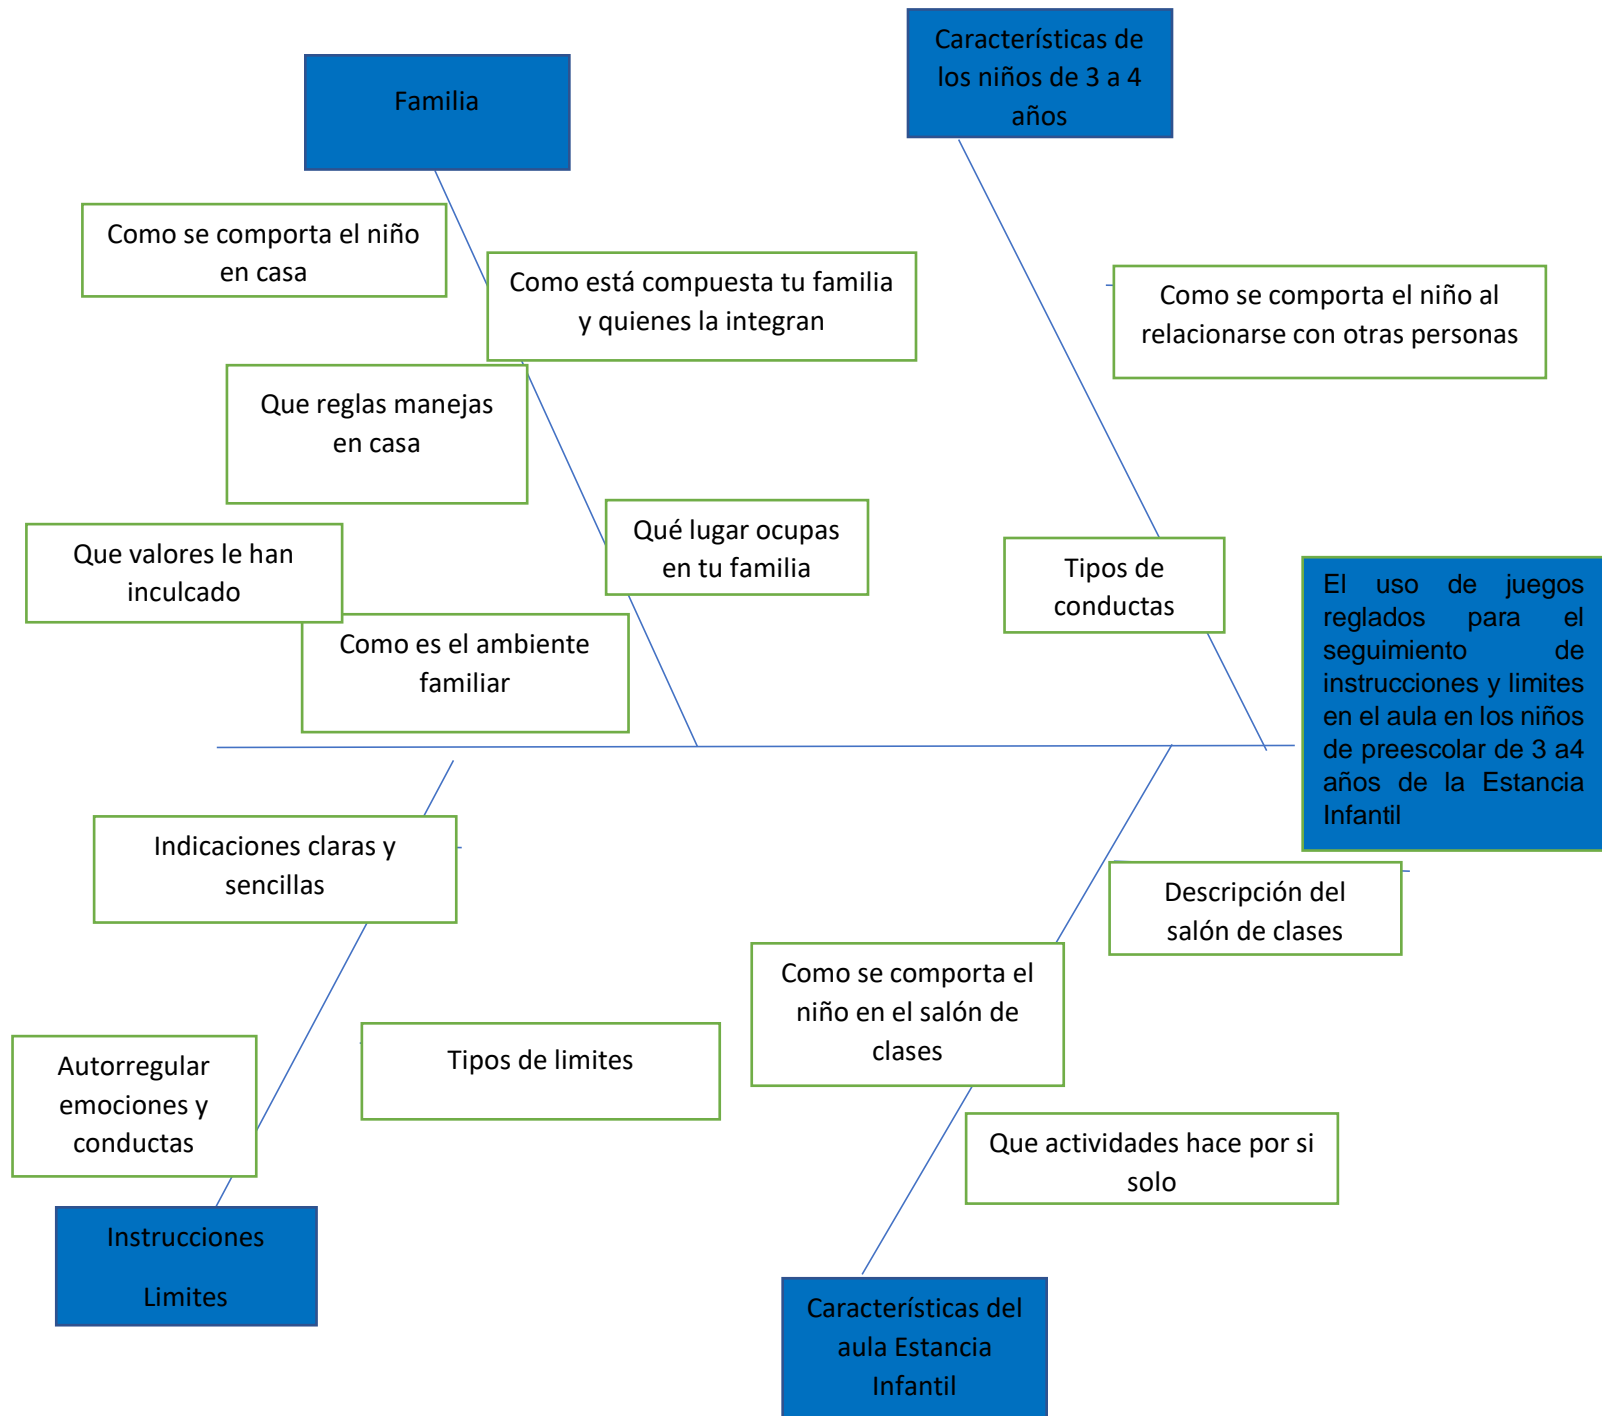 Familia
Características de
los niños de 3 a 4
años
Como se comporta el niño
en casa
Como está compuesta tu familia
y quienes la integran
Como se comporta el niño al
relacionarse con otras personas
Que reglas manejas
en casa
Qué lugar ocupas
en tu familia
Que valores le han
inculcado
Tipos de
conductas
Como es el ambiente
familiar
El uso de juegos
reglados para el
seguimiento de
instrucciones y limites
en el aula en los niños
de preescolar de 3 a4
años de la Estancia
Infantil
Indicaciones claras y
sencillas
Descripción del
salón de clases
Como se comporta el
niño en el salón de
clases
Autorregular
emociones y
conductas
Tipos de limites
Que actividades hace por si
solo
Instrucciones
Limites
Características del
aula Estancia
Infantil